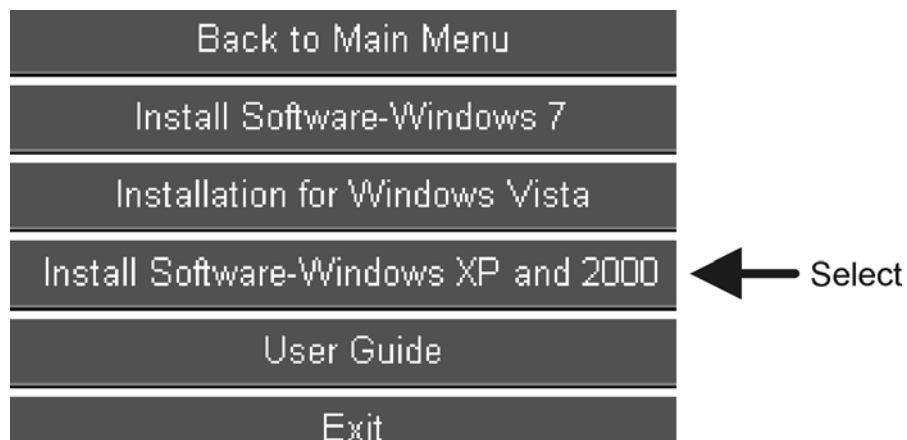 Back to Main Menu
Install Software-Windows 7
Installation for Windows Vista
Install Software-Windows XP and 2000
Select
User Guide
Exit